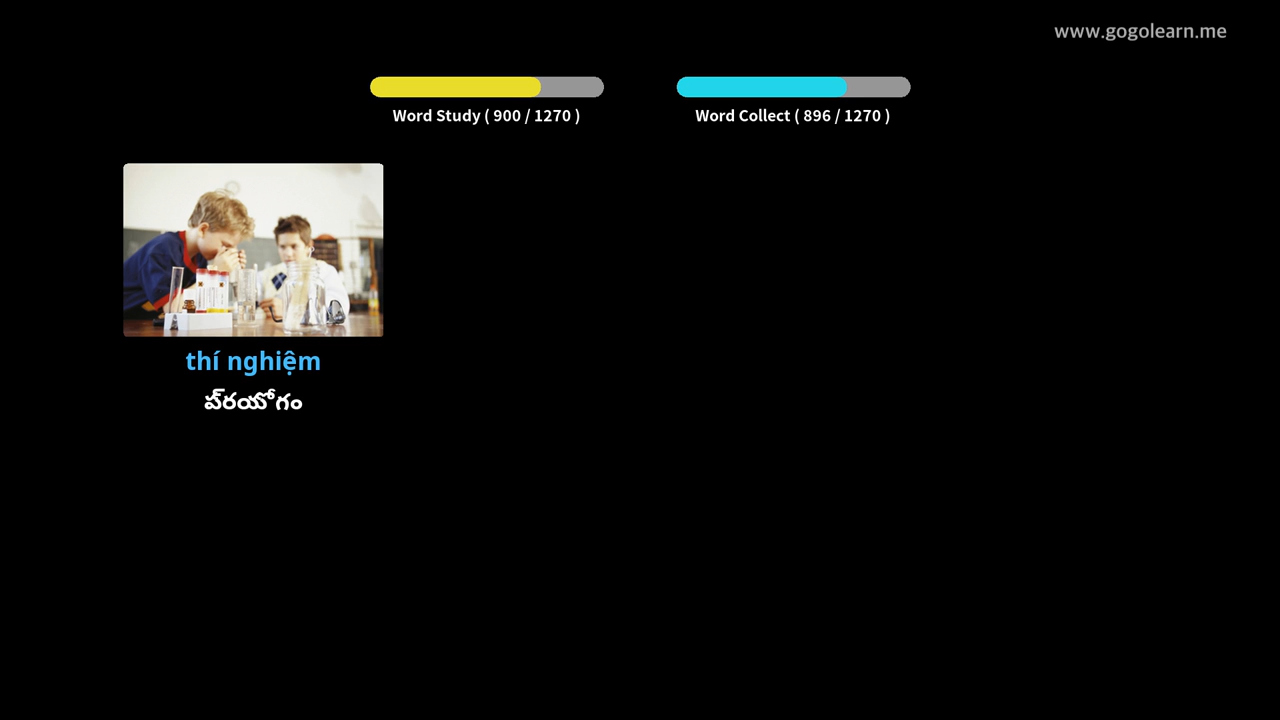 www.gogolearn.me
Word Study ( 900 / 1270 )
Word Collect ( 896 / 1270 )
thí nghiệm
ప్రయోగం